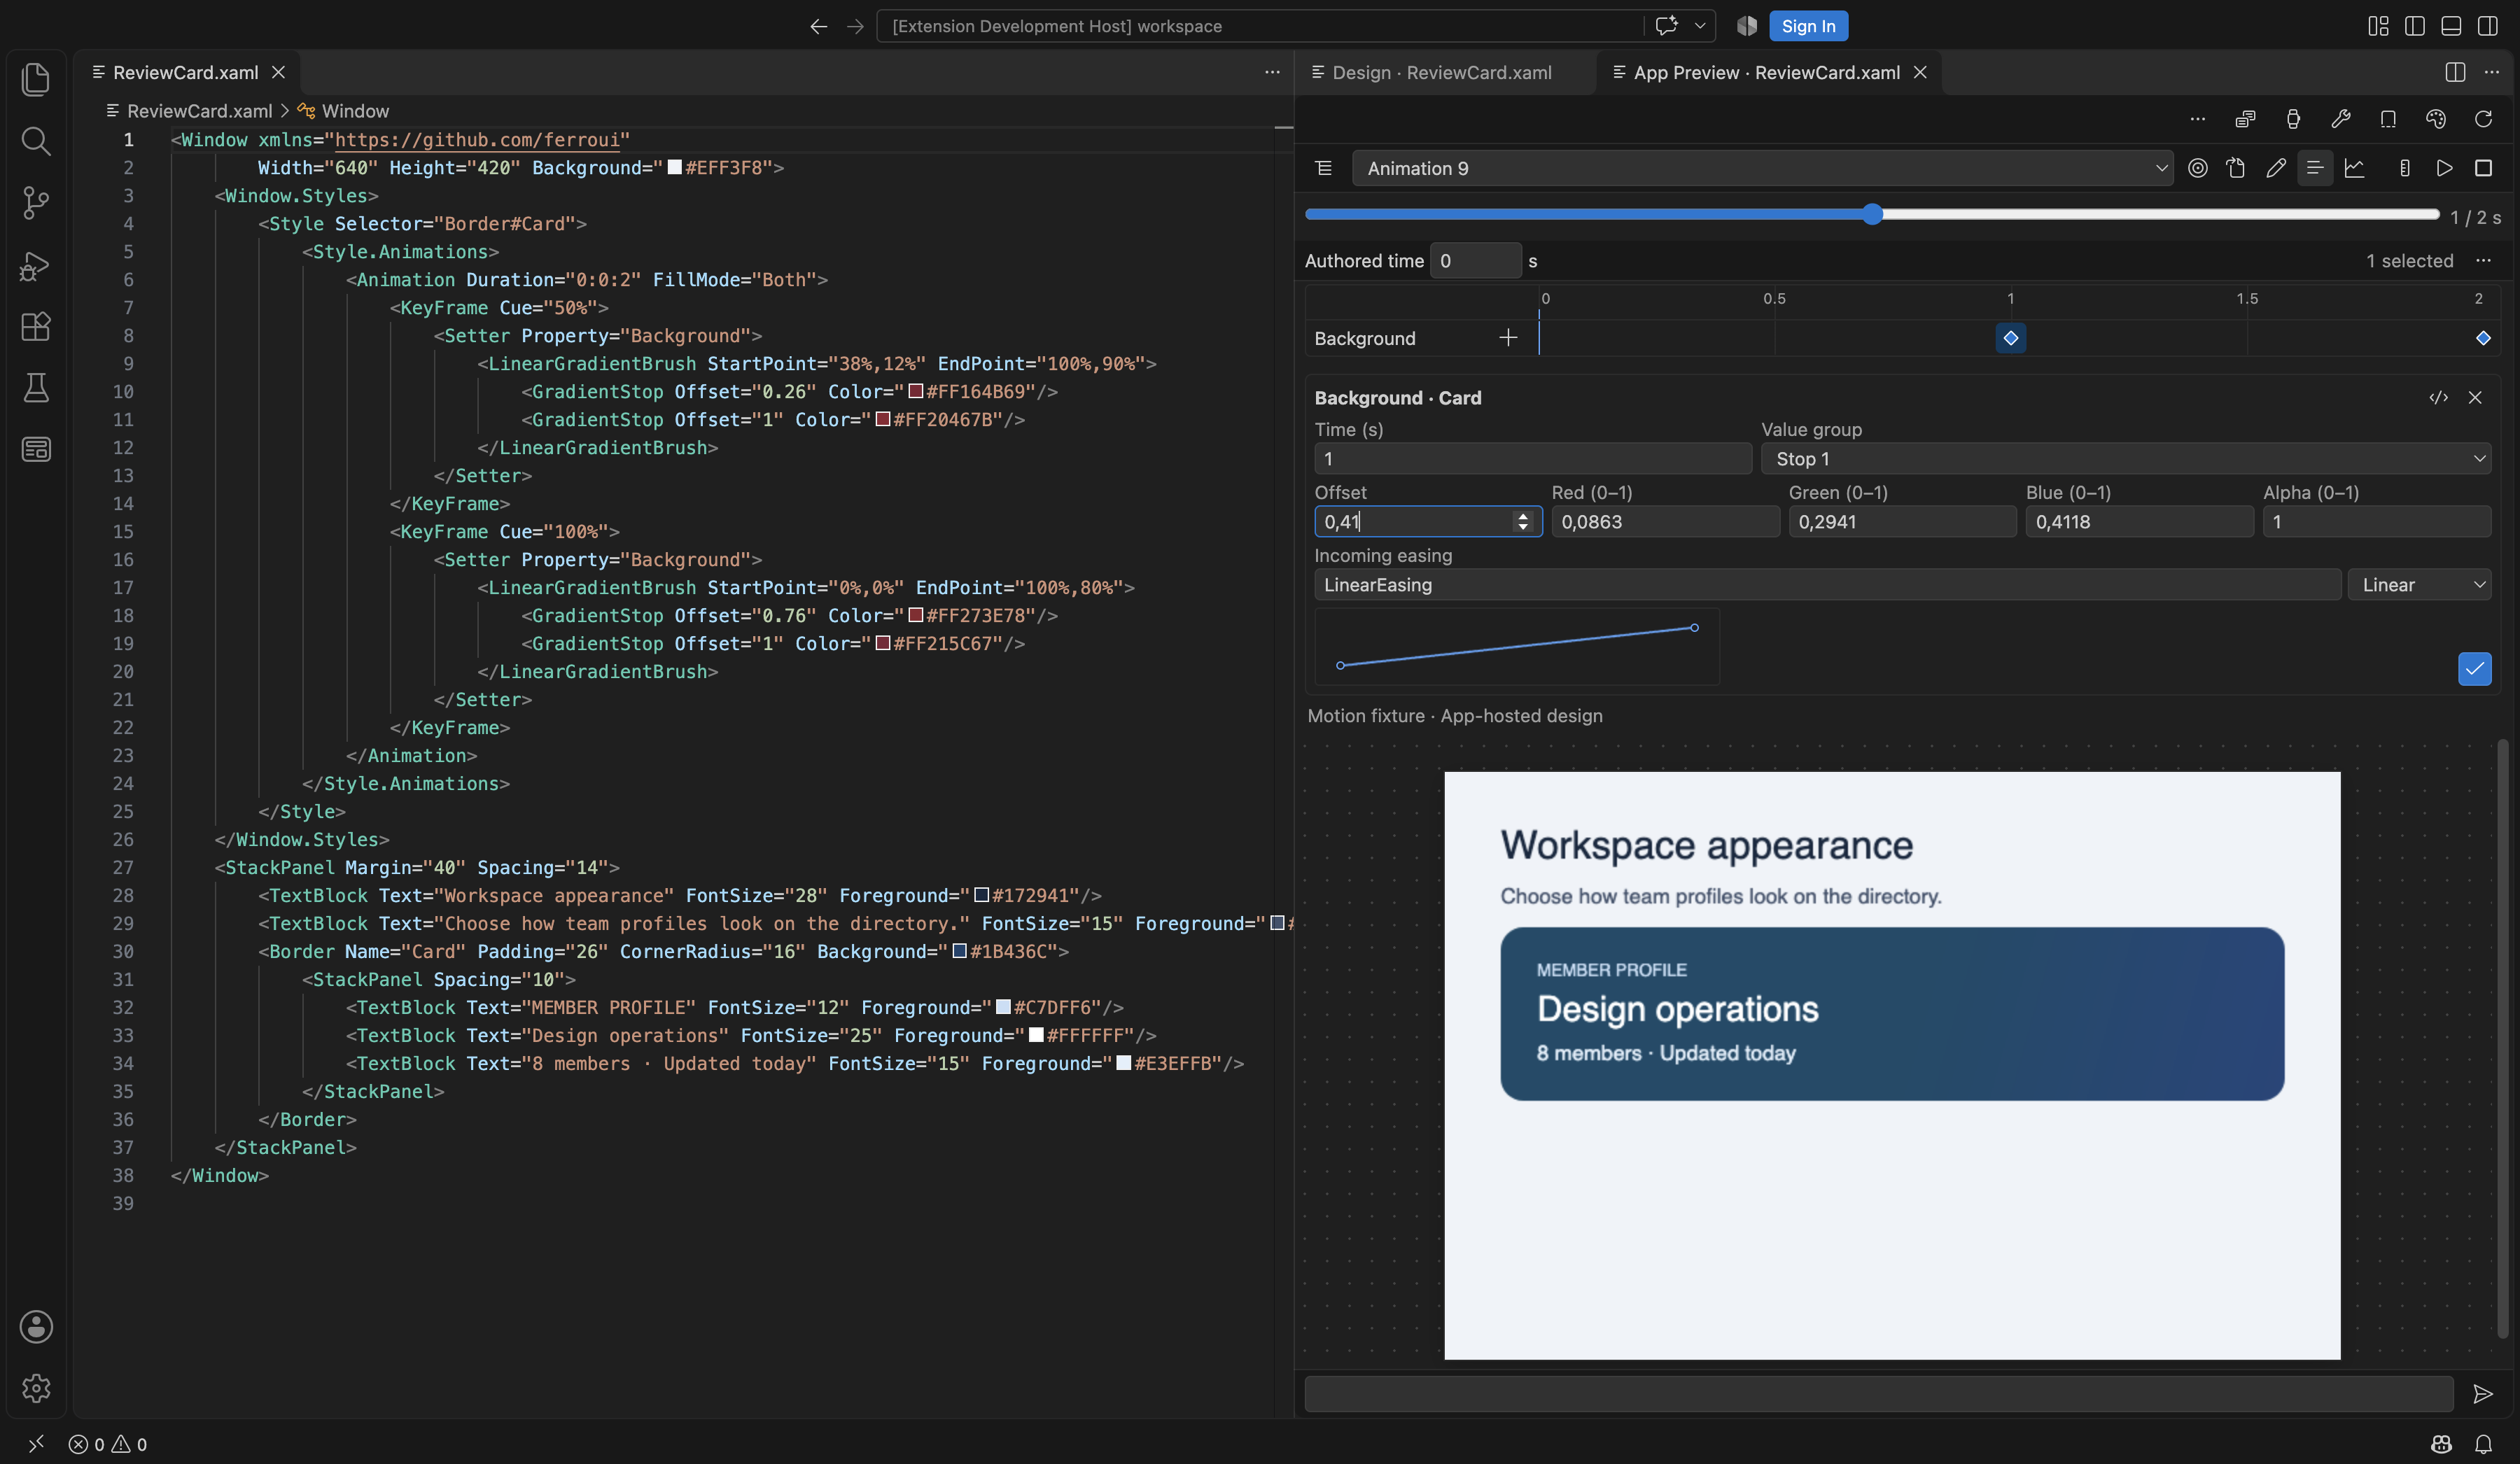 [Extension Development Host] workspace
Sign In
ReviewCard.xaml
Design · ReviewCard.xaml
App Preview · ReviewCard.xaml
ReviewCard.xaml > Window
1 <Window xmlns="https://github.com/ferroui"
2 Width="640" Height="420" Background="#EFF3F8">
3 <Window.Styles>
4 <Style Selector="Border#Card">
5 <Style.Animations>
6 <Animation Duration="0:0:2" FillMode="Both">
7 <KeyFrame Cue="50%">
8 <Setter Property="Background">
9 <LinearGradientBrush StartPoint="38%,12%" EndPoint="100%,90%">
10 <GradientStop Offset="0.26" Color="#FF164B69"/>
11 <GradientStop Offset="1" Color="#FF20467B"/>
12 </LinearGradientBrush>
13 </Setter>
14 </KeyFrame>
15 <KeyFrame Cue="100%">
16 <Setter Property="Background">
17 <LinearGradientBrush StartPoint="0%,0%" EndPoint="100%,80%">
18 <GradientStop Offset="0.76" Color="#FF273E78"/>
19 <GradientStop Offset="1" Color="#FF215C67"/>
20 </LinearGradientBrush>
21 </Setter>
22 </KeyFrame>
23 </Animation>
24 </Style.Animations>
25 </Style>
26 </Window.Styles>
27 <StackPanel Margin="40" Spacing="14">
28 <TextBlock Text="Workspace appearance" FontSize="28" Foreground="#172941"/>
29 <TextBlock Text="Choose how team profiles look on the directory." FontSize="15" Foreground="#
30 <Border Name="Card" Padding="26" CornerRadius="16" Background="#1B436C">
31 <StackPanel Spacing="10">
32 <TextBlock Text="MEMBER PROFILE" FontSize="12" Foreground="#C7DFF6"/>
33 <TextBlock Text="Design operations" FontSize="25" Foreground="#FFFFFF"/>
34 <TextBlock Text="8 members · Updated today" FontSize="15" Foreground="#E3EFFB"/>
35 </StackPanel>
36 </Border>
37 </StackPanel>
38 </Window>
39
Animation 9
1 / 2 s
Authored time 0 s
1 selected
0 0.5 1 1.5 2
Background
Background · Card
Time (s) Value group
1 Stop 1
Offset Red (0–1) Green (0–1) Blue (0–1) Alpha (0–1)
0,41 0,0863 0,2941 0,4118 1
Incoming easing
LinearEasing Linear
Motion fixture · App-hosted design
Workspace appearance
Choose how team profiles look on the directory.
MEMBER PROFILE
Design operations
8 members · Updated today
0 0